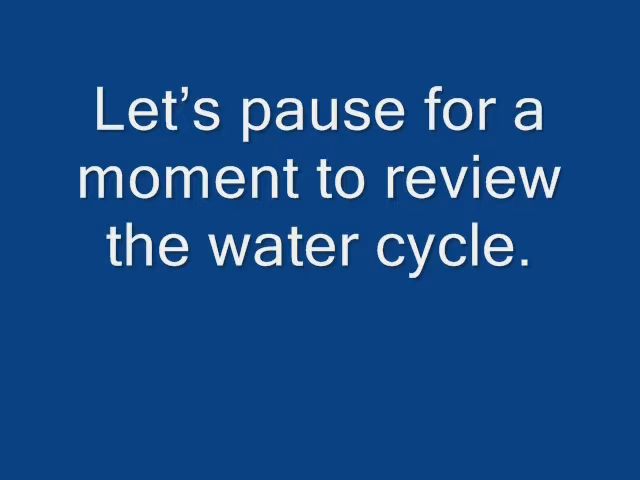 Let’s pause for a
moment to review
the water cycle.